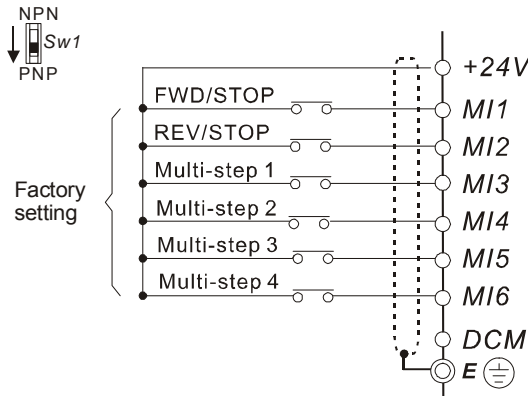 NPN
Sw1
PNP
+24V
FWD/STOP
MI1
REV/STOP
MI2
Multi-step 1
MI3
Factory
setting
Multi-step 2
MI4
Multi-step 3
MI5
Multi-step 4
MI6
DCM
E